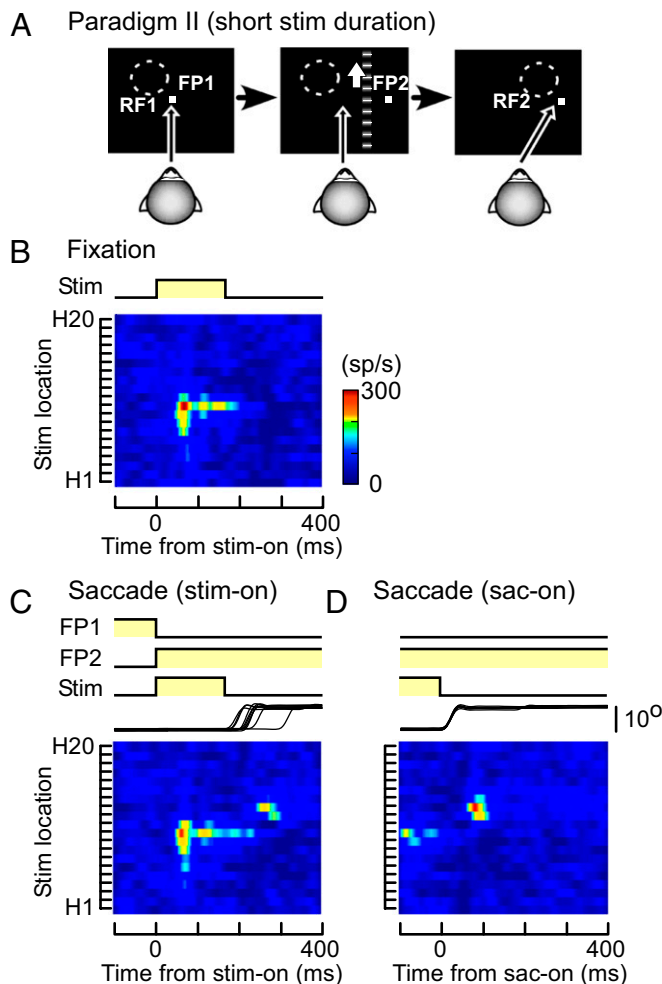 A Paradigm II (short stim duration)
FP1
RF1
FP2
RF2
B Fixation
Stim
H20
Stim location
H1
(sp/s)
300
0
0 400
Time from stim-on (ms)
C Saccade (stim-on) D Saccade (sac-on)
FP1
FP2
Stim
10o
H20
Stim location
H1
0 400 0 400
Time from stim-on (ms) Time from sac-on (ms)